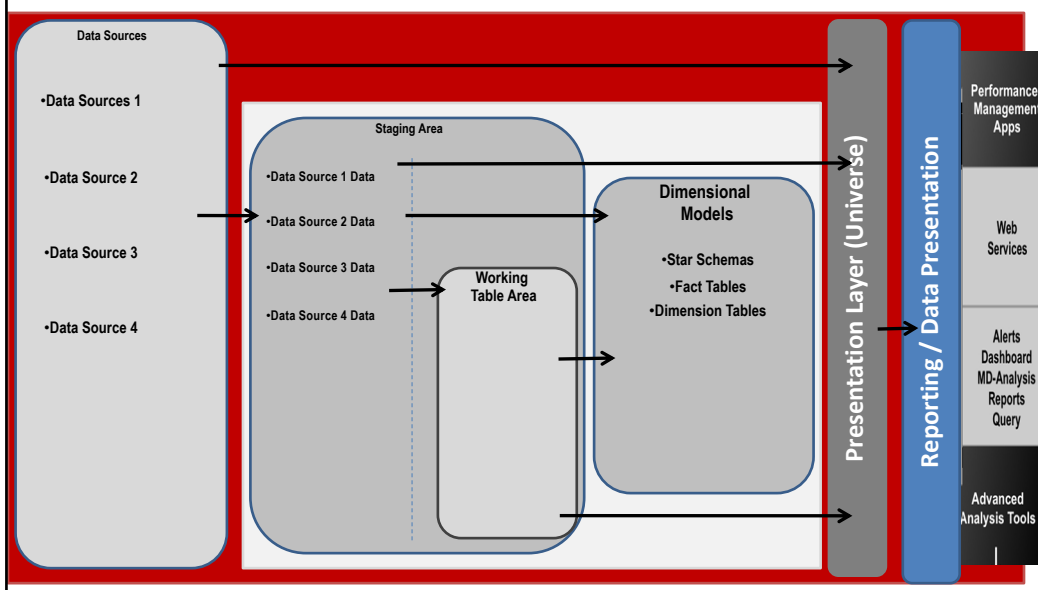 Data Sources
•Data Sources 1
•Data Source 2
•Data Source 3
•Data Source 4
Staging Area
•Data Source 1 Data
•Data Source 2 Data
•Data Source 3 Data
•Data Source 4 Data
Working
Table Area
Dimensional
Models
•Star Schemas
•Fact Tables
•Dimension Tables
Presentation Layer (Universe)
Reporting / Data Presentation
Performance
Management
Apps
Web
Services
Alerts
Dashboard
MD-Analysis
Reports
Query
Advanced
Analysis Tools